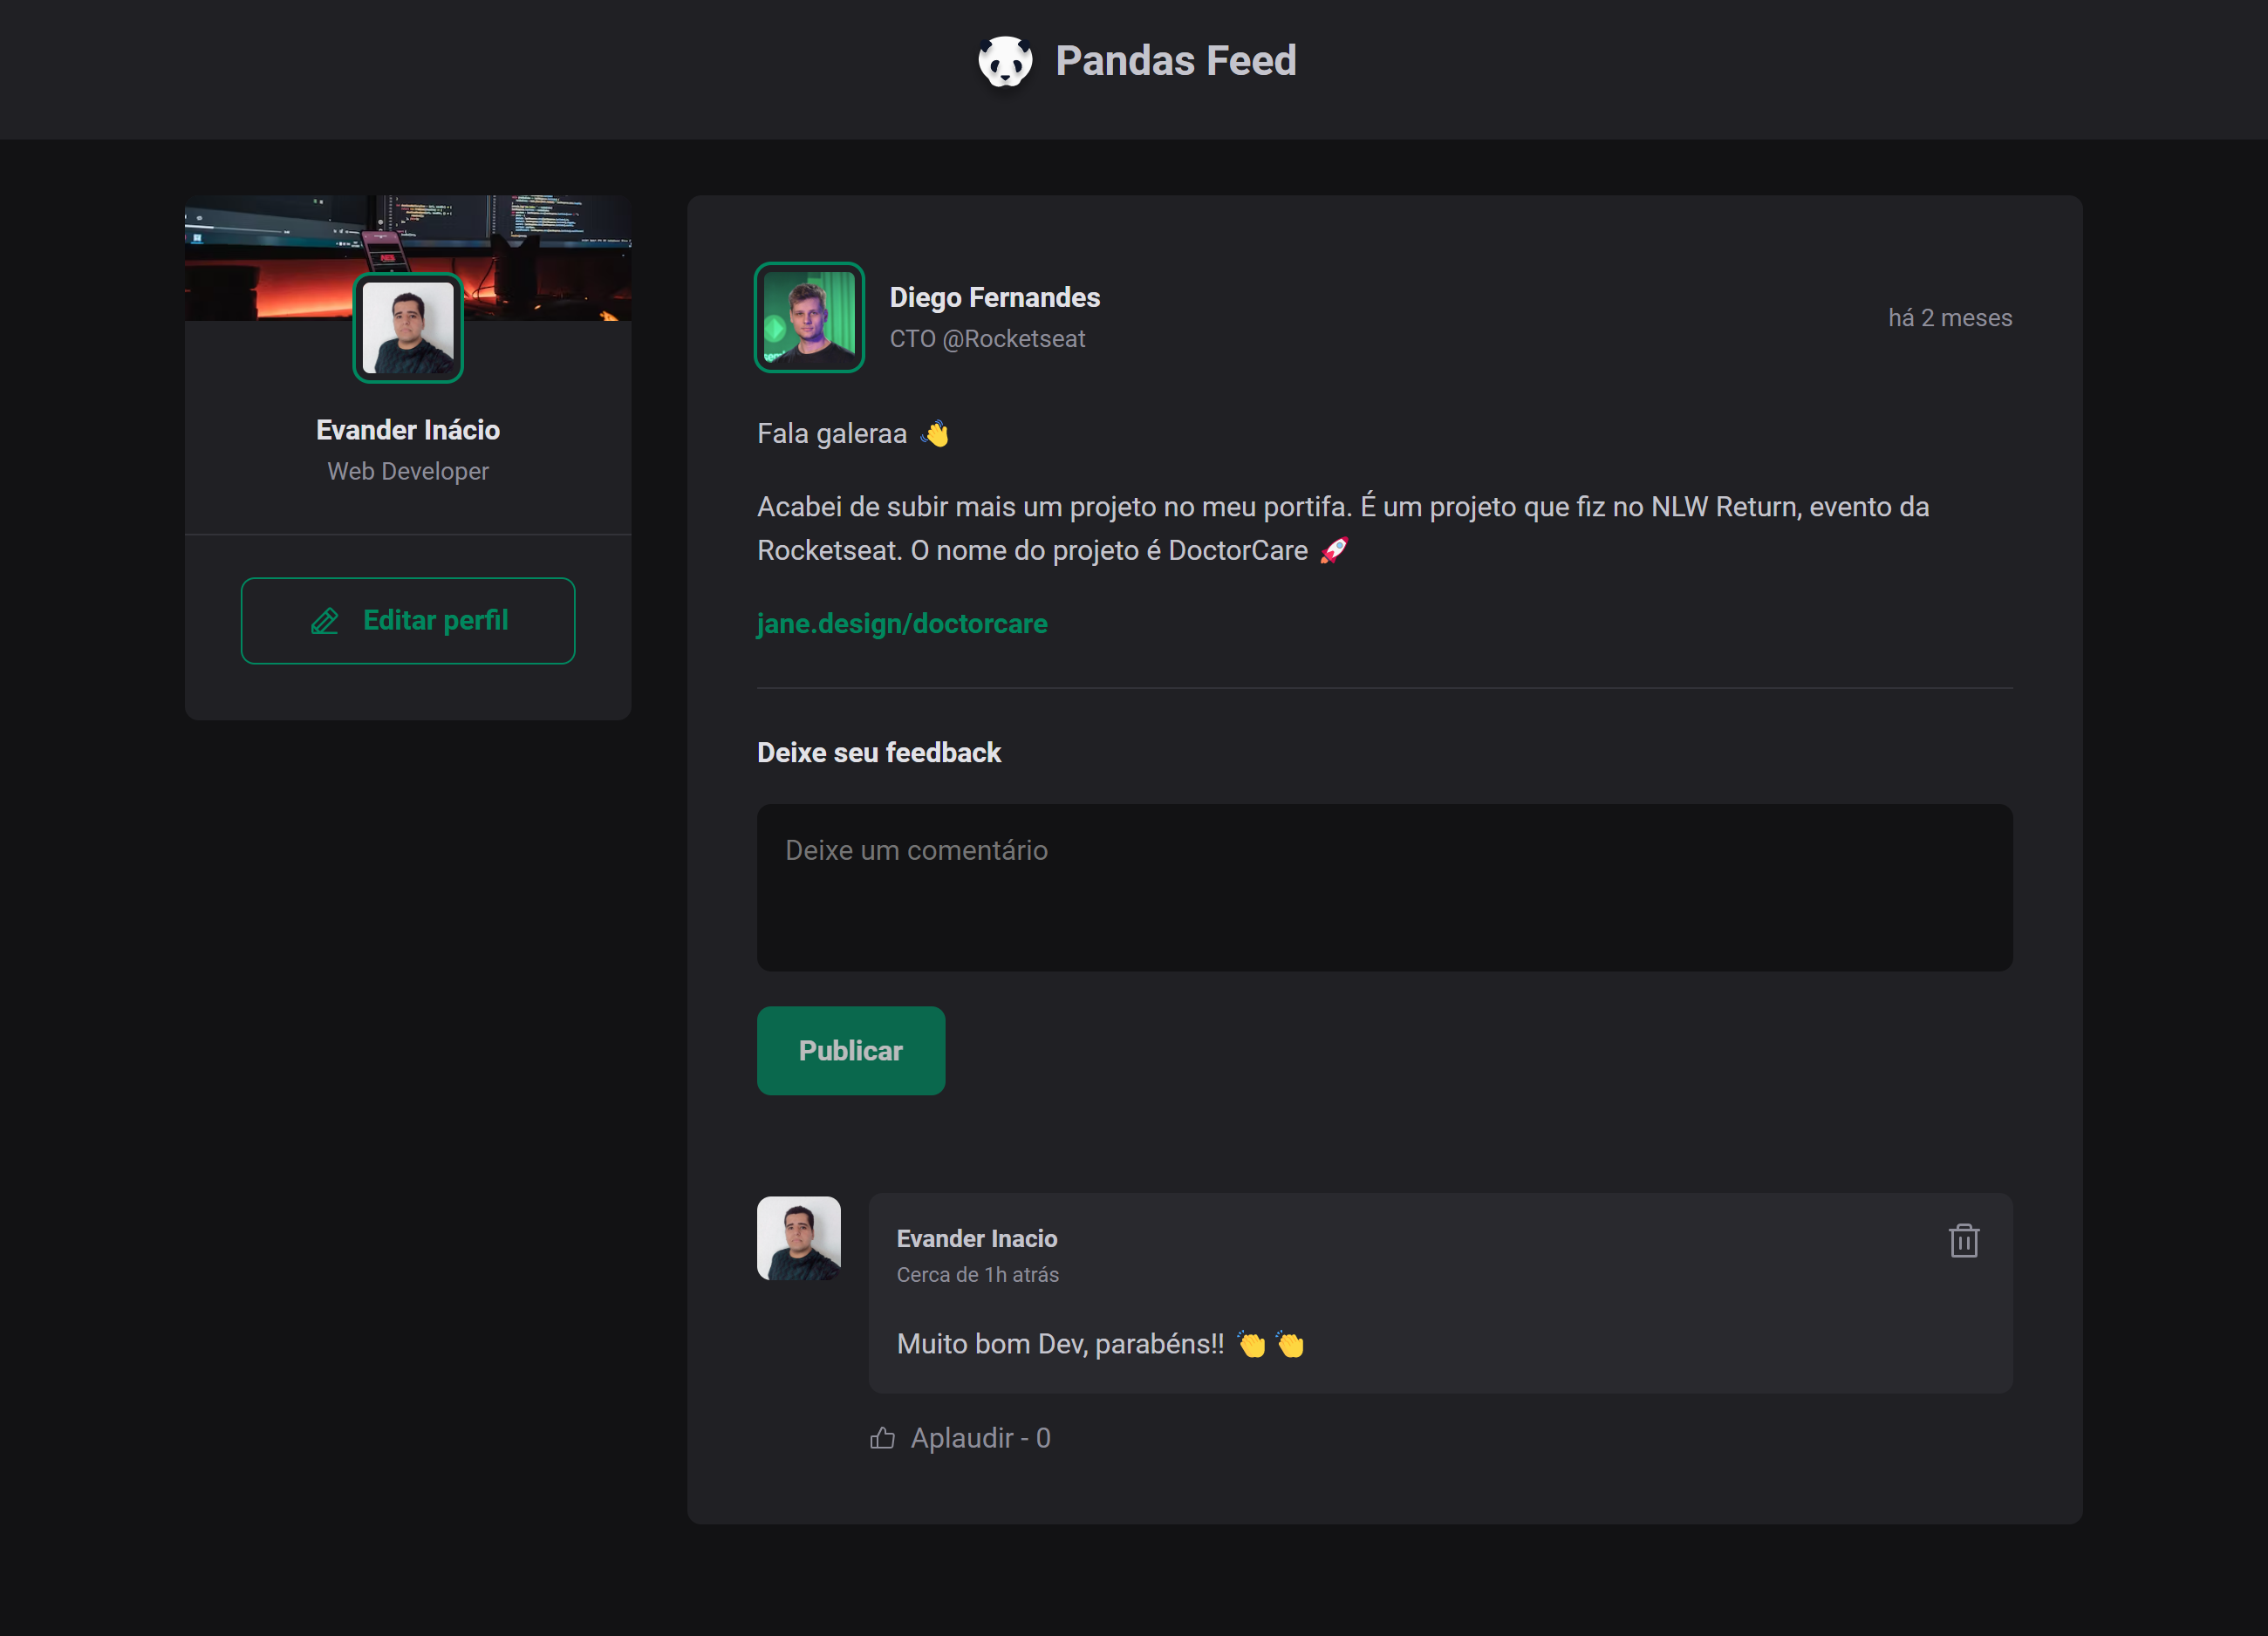 Pandas Feed
Evander Inácio
Web Developer
Editar perfil
Diego Fernandes
CTO @Rocketseat
há 2 meses
Fala galeraa 👋
Acabei de subir mais um projeto no meu portifa. É um projeto que fiz no NLW Return, evento da
Rocketseat. O nome do projeto é DoctorCare 🚀
jane.design/doctorcare
Deixe seu feedback
Deixe um comentário
Publicar
Evander Inacio
Cerca de 1h atrás
Muito bom Dev, parabéns!! 👏👏
Aplaudir - 0